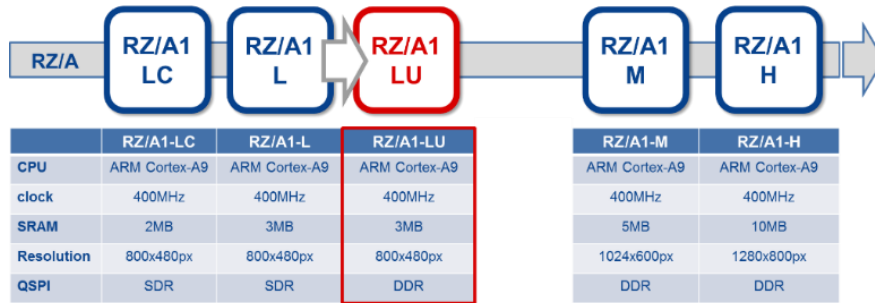 RZ/A
RZ/A1 LC
RZ/A1 L
RZ/A1 LU
RZ/A1 M
RZ/A1 H
RZ/A1-LC RZ/A1-L RZ/A1-LU RZ/A1-M RZ/A1-H
CPU ARM Cortex-A9 ARM Cortex-A9 ARM Cortex-A9 ARM Cortex-A9 ARM Cortex-A9
clock 400MHz 400MHz 400MHz 400MHz 400MHz
SRAM 2MB 3MB 3MB 5MB 10MB
Resolution 800x480px 800x480px 800x480px 1024x600px 1280x800px
QSPI SDR SDR DDR DDR DDR